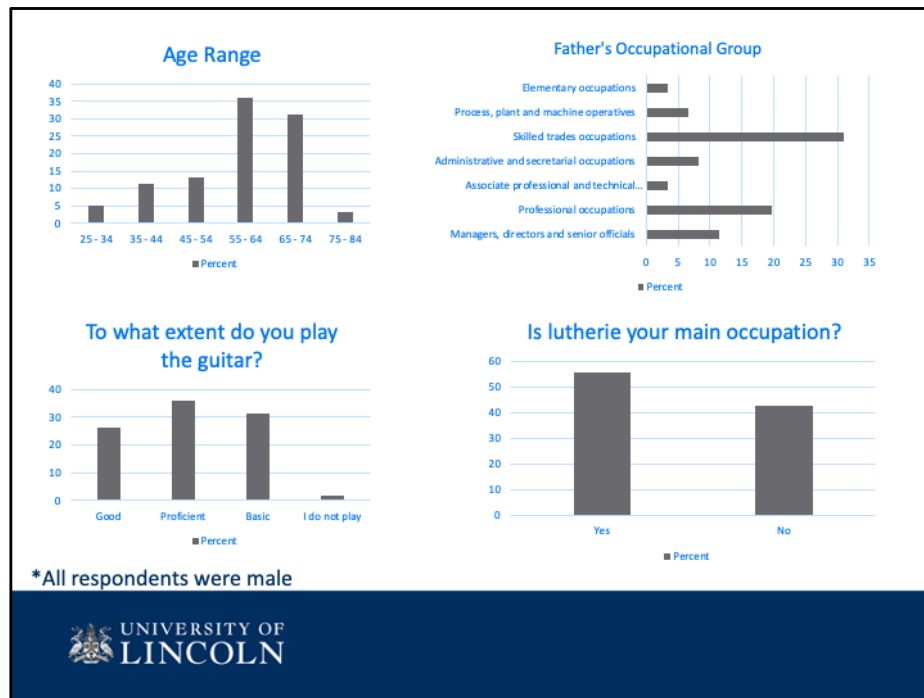 Age Range
40
35
30
25
20
15
10
5
0
25 - 34 35 - 44 45 - 54 55 - 64 65 - 74 75 - 84
Percent
Father's Occupational Group
Elementary occupations
Process, plant and machine operatives
Skilled trades occupations
Administrative and secretarial occupations
Associate professional and technical...
Professional occupations
Managers, directors and senior officials
0 5 10 15 20 25 30 35
Percent
To what extent do you play
the guitar?
40
30
20
10
0
Good Proficient Basic I do not play
Percent
Is lutherie your main occupation?
60
50
40
30
20
10
0
Yes No
Percent
*All respondents were male
UNIVERSITY OF
LINCOLN